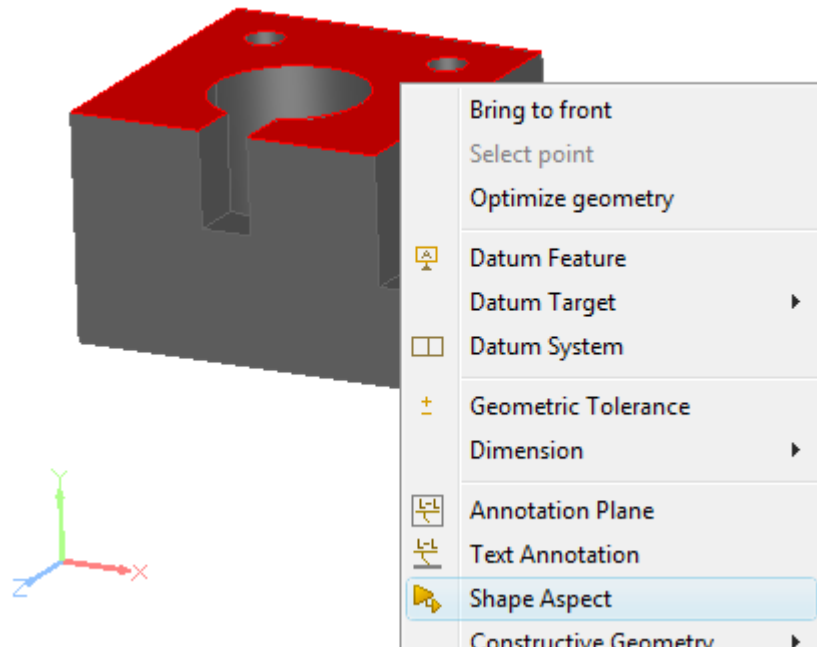 Bring to front
Select point
Optimize geometry
A
Datum Feature
Datum Target
Datum System
Geometric Tolerance
Dimension
L-L
Annotation Plane
L-L
Text Annotation
Shape Aspect
Constructive Geometry
Y
X
Z